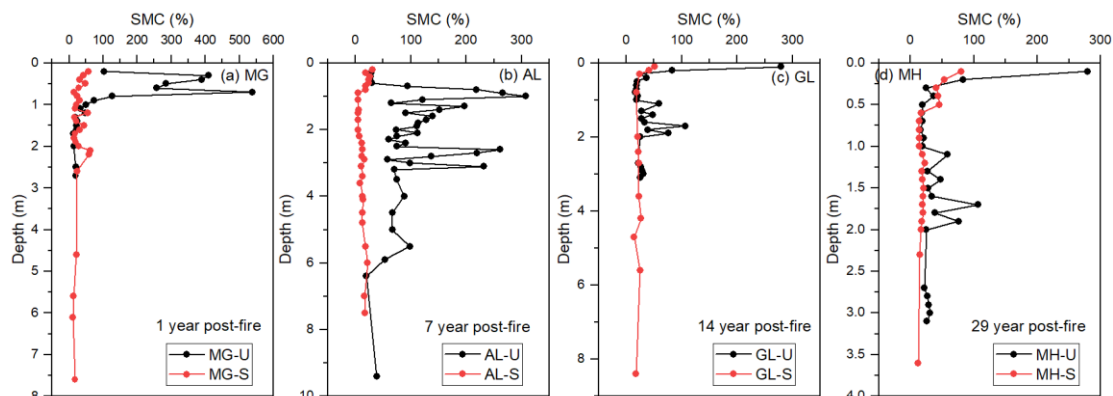 SMC (%)
0 100 200 300 400 500 600
0
1
2
3
4
5
6
7
8
Depth (m)
(a) MG
1 year post-fire
MG-U
MG-S
SMC (%)
0 100 200 300
0
2
4
6
8
10
Depth (m)
(b) AL
7 year post-fire
AL-U
AL-S
SMC (%)
0 100 200 300
0
2
4
6
8
Depth (m)
(c) GL
14 year post-fire
GL-U
GL-S
SMC (%)
0 100 200 300
0.0
0.5
1.0
1.5
2.0
2.5
3.0
3.5
4.0
Depth (m)
(d) MH
29 year post-fire
MH-U
MH-S